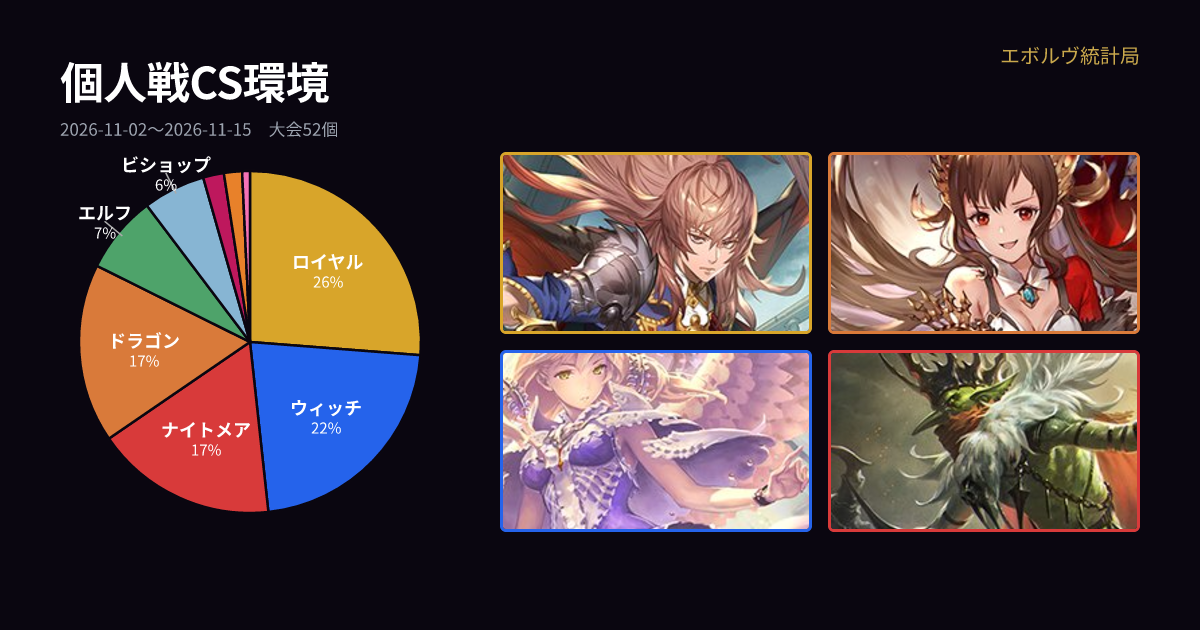 エボルヴ統計局
個人戦CS環境
2026-11-02〜2026-11-15　大会52個
ビショップ
6%
エルフ
7%
ロイヤル
26%
ドラゴン
17%
ウィッチ
22%
ナイトメア
17%